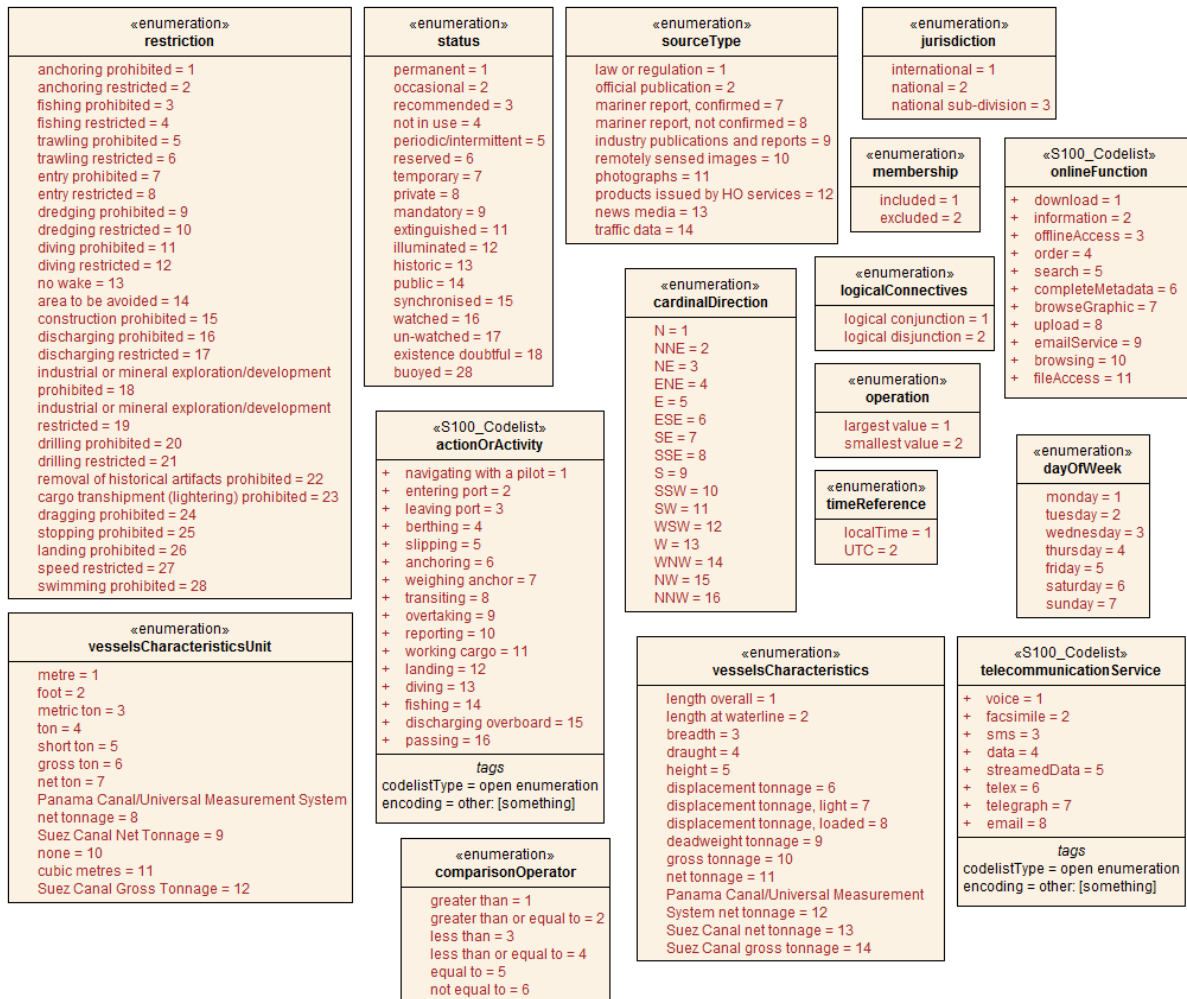 «enumeration»
restriction
anchoring prohibited = 1
anchoring restricted = 2
fishing prohibited = 3
fishing restricted = 4
trawling prohibited = 5
trawling restricted = 6
entry prohibited = 7
entry restricted = 8
dredging prohibited = 9
dredging restricted = 10
diving prohibited = 11
diving restricted = 12
no wake = 13
area to be avoided = 14
construction prohibited = 15
discharging prohibited = 16
discharging restricted = 17
industrial or mineral exploration/development
prohibited = 18
industrial or mineral exploration/development
restricted = 19
drilling prohibited = 20
drilling restricted = 21
removal of historical artifacts prohibited = 22
cargo transhipment (lightering) prohibited = 23
dragging prohibited = 24
stopping prohibited = 25
landing prohibited = 26
speed restricted = 27
swimming prohibited = 28
«enumeration»
status
permanent = 1
occasional = 2
recommended = 3
not in use = 4
periodic/intermittent = 5
reserved = 6
temporary = 7
private = 8
mandatory = 9
extinguished = 11
illuminated = 12
historic = 13
public = 14
synchronised = 15
watched = 16
un-watched = 17
existence doubtful = 18
buoyed = 28
«enumeration»
sourceType
law or regulation = 1
official publication = 2
mariner report, confirmed = 7
mariner report, not confirmed = 8
industry publications and reports = 9
remotely sensed images = 10
photographs = 11
products issued by HO services = 12
news media = 13
traffic data = 14
«enumeration»
jurisdiction
international = 1
national = 2
national sub-division = 3
«enumeration»
membership
included = 1
excluded = 2
«S100_Codelist»
onlineFunction
+ download = 1
+ information = 2
+ offlineAccess = 3
+ order = 4
+ search = 5
+ completeMetadata = 6
+ browseGraphic = 7
+ upload = 8
+ emailService = 9
+ browsing = 10
+ fileAccess = 11
«enumeration»
cardinalDirection
N = 1
NNE = 2
NE = 3
ENE = 4
E = 5
ESE = 6
SE = 7
SSE = 8
S = 9
SSW = 10
SW = 11
WSW = 12
W = 13
WNW = 14
NW = 15
NNW = 16
«enumeration»
logicalConnectives
logical conjunction = 1
logical disjunction = 2
«enumeration»
operation
largest value = 1
smallest value = 2
«enumeration»
timeReference
localTime = 1
UTC = 2
«enumeration»
dayOfWeek
monday = 1
tuesday = 2
wednesday = 3
thursday = 4
friday = 5
saturday = 6
sunday = 7
«S100_Codelist»
actionOrActivity
+ navigating with a pilot = 1
+ entering port = 2
+ leaving port = 3
+ berthing = 4
+ slipping = 5
+ anchoring = 6
+ weighing anchor = 7
+ transiting = 8
+ overtaking = 9
+ reporting = 10
+ working cargo = 11
+ landing = 12
+ diving = 13
+ fishing = 14
+ discharging overboard = 15
+ passing = 16
tags
codelistType = open enumeration
encoding = other: [something]
«enumeration»
vesselsCharacteristicsUnit
metre = 1
foot = 2
metric ton = 3
ton = 4
short ton = 5
gross ton = 6
net ton = 7
Panama Canal/Universal Measurement System
net tonnage = 8
Suez Canal Net Tonnage = 9
none = 10
cubic metres = 11
Suez Canal Gross Tonnage = 12
«enumeration»
vesselsCharacteristics
length overall = 1
length at waterline = 2
breadth = 3
draught = 4
height = 5
displacement tonnage = 6
displacement tonnage, light = 7
displacement tonnage, loaded = 8
deadweight tonnage = 9
gross tonnage = 10
net tonnage = 11
Panama Canal/Universal Measurement
System net tonnage = 12
Suez Canal net tonnage = 13
Suez Canal gross tonnage = 14
«S100_Codelist»
telecommunicationService
+ voice = 1
+ facsimile = 2
+ sms = 3
+ data = 4
+ streamedData = 5
+ telex = 6
+ telegraph = 7
+ email = 8
tags
codelistType = open enumeration
encoding = other: [something]
«enumeration»
comparisonOperator
greater than = 1
greater than or equal to = 2
less than = 3
less than or equal to = 4
equal to = 5
not equal to = 6